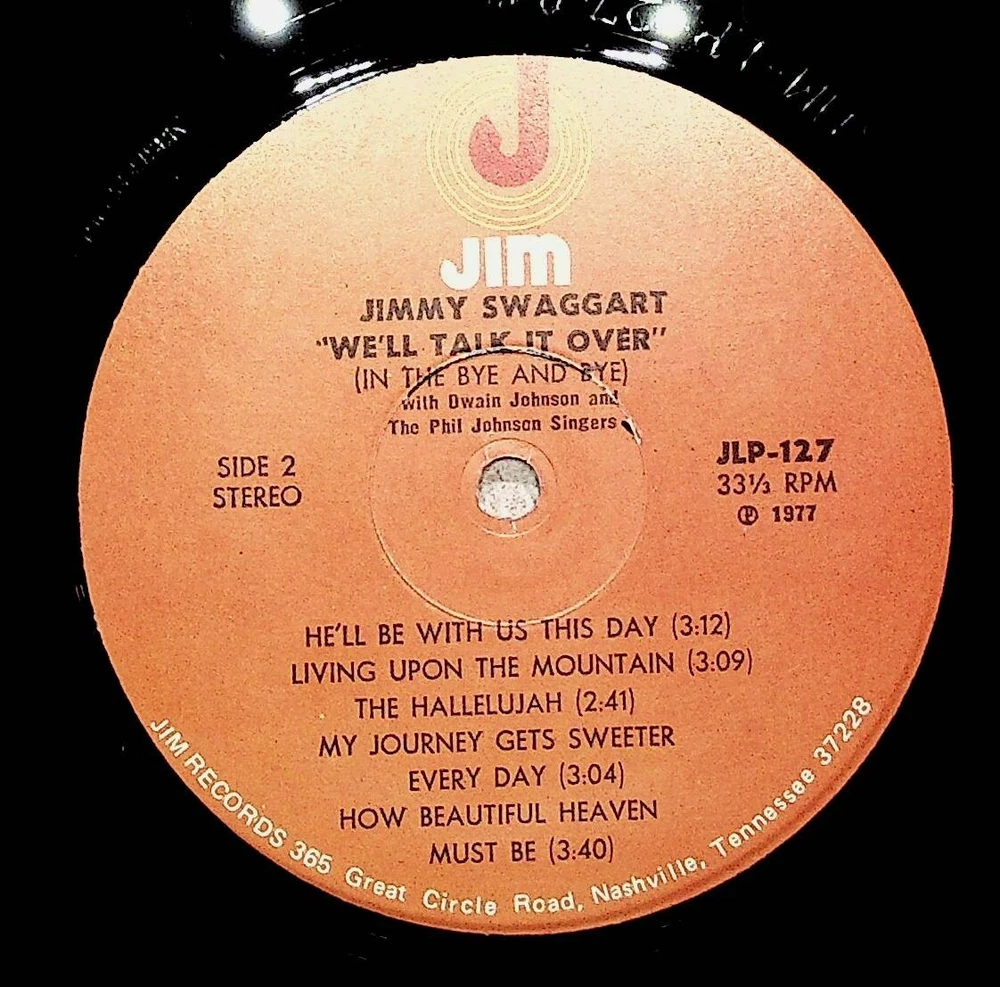 J
JIM
JIMMY SWAGGART
"WE'LL TALK IT OVER"
(IN THE BYE AND BYE)
with Dwain Johnson and
The Phil Johnson Singers
SIDE 2
STEREO
JLP-127
33⅓ RPM
℗ 1977
HE'LL BE WITH US THIS DAY (3:12)
LIVING UPON THE MOUNTAIN (3:09)
THE HALLELUJAH (2:41)
MY JOURNEY GETS SWEETER
EVERY DAY (3:04)
HOW BEAUTIFUL HEAVEN
MUST BE (3:40)
JIM RECORDS 365 Great Circle Road, Nashville, Tennessee 37228